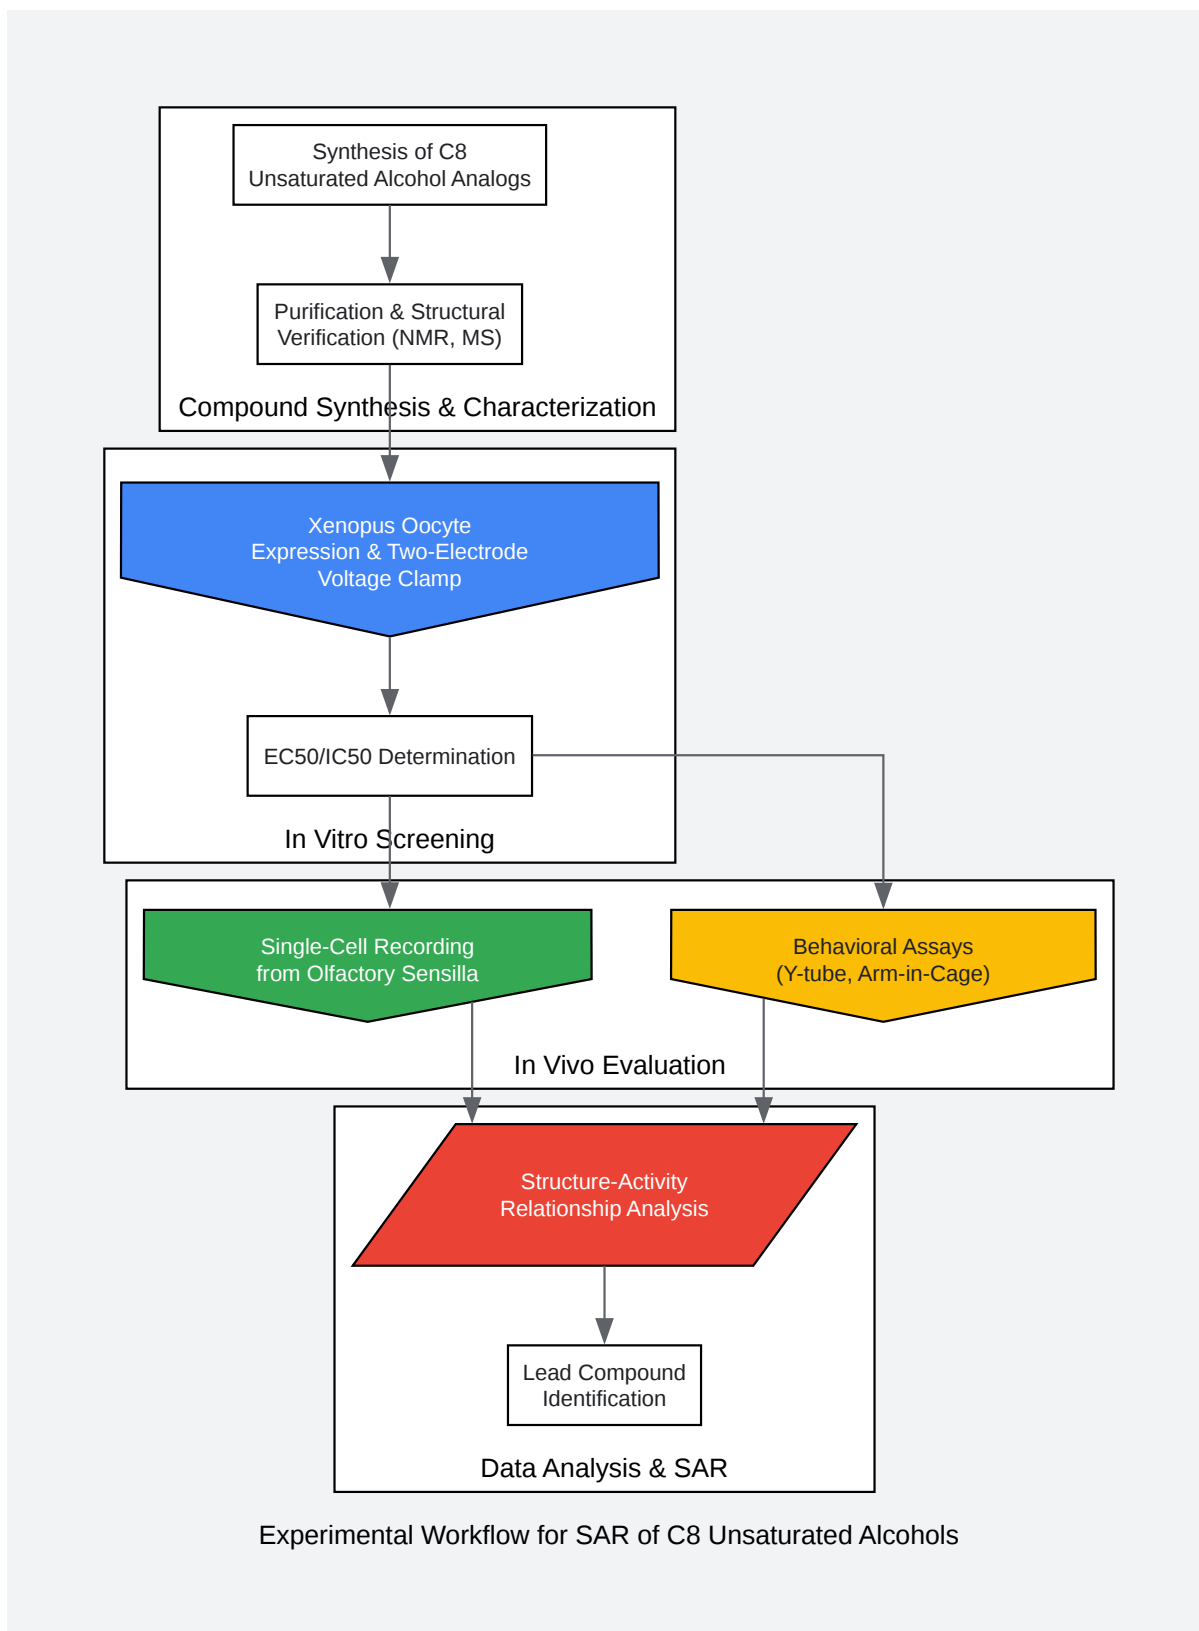 Synthesis of C8
Unsaturated Alcohol Analogs
Purification & Structural
Verification (NMR, MS)
Compound Synthesis & Characterization
Xenopus Oocyte
Expression & Two-Electrode
Voltage Clamp
EC50/IC50 Determination
In Vitro Screening
Single-Cell Recording
from Olfactory Sensilla
Behavioral Assays
(Y-tube, Arm-in-Cage)
In Vivo Evaluation
Structure-Activity
Relationship Analysis
Lead Compound
Identification
Data Analysis & SAR
Experimental Workflow for SAR of C8 Unsaturated Alcohols